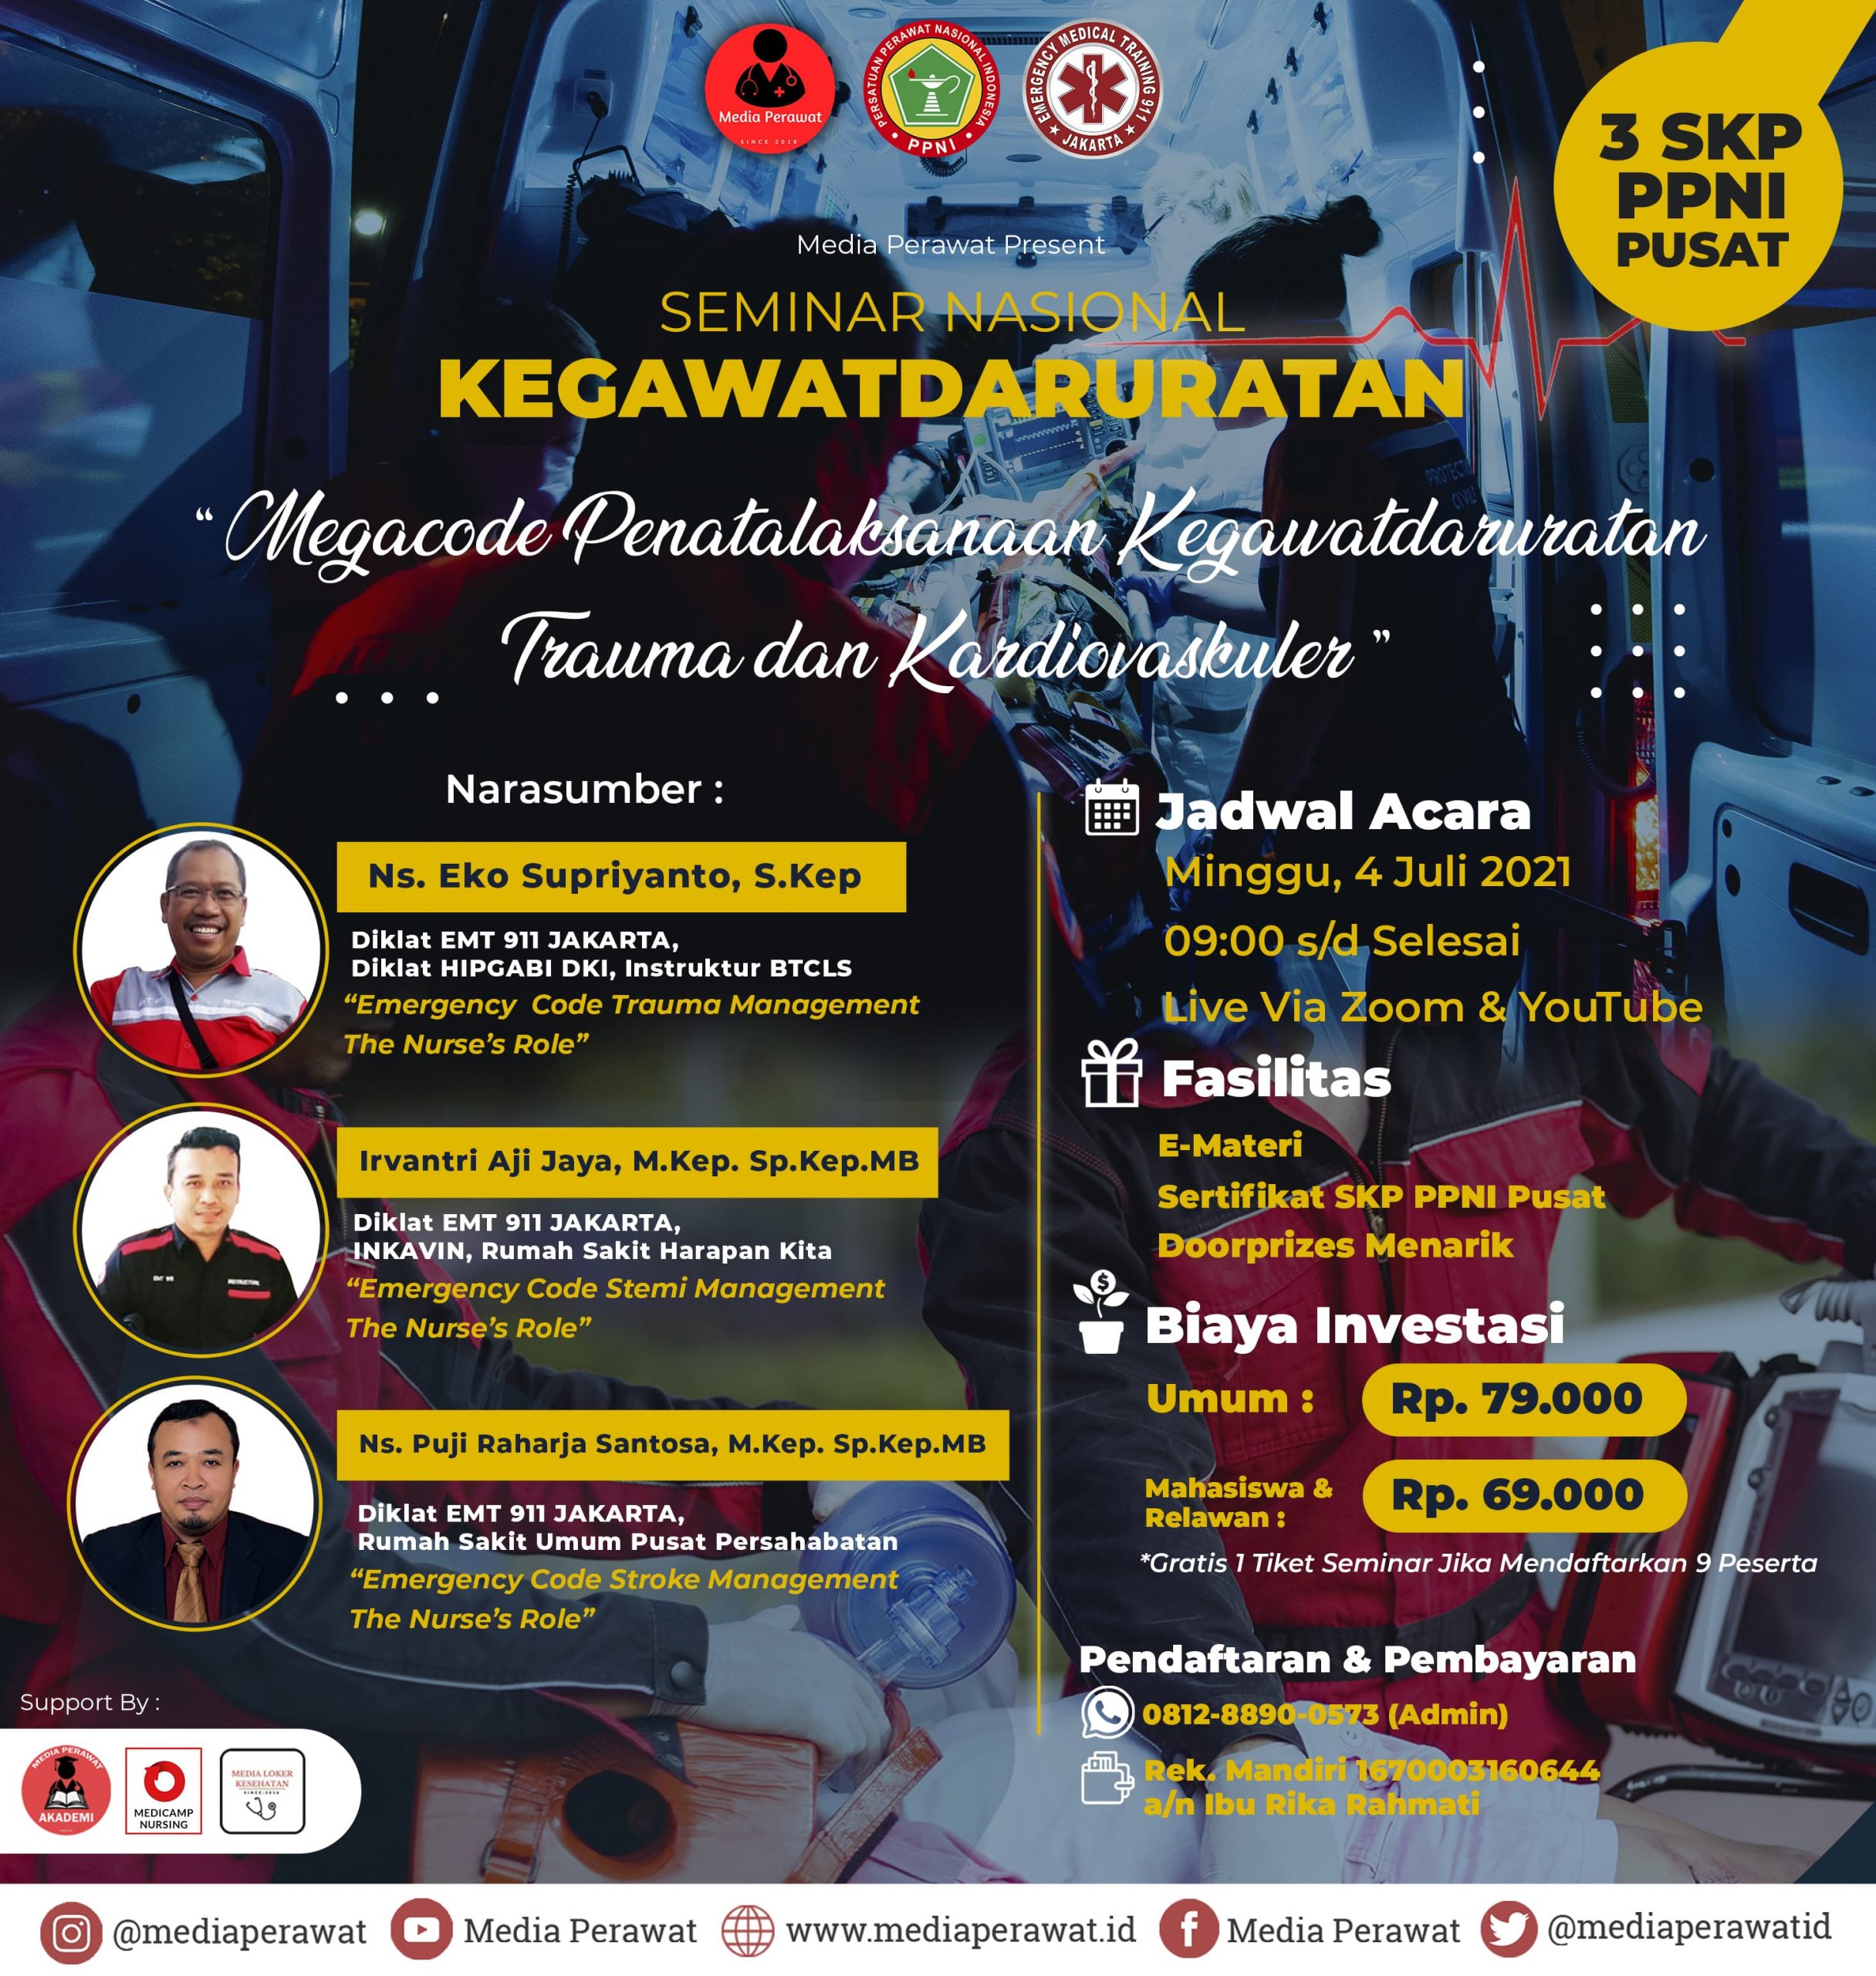 Media Perawat
SINCE 2018
PERSATUAN PERAWAT NASIONAL INDONESIA
PPNI
EMERGENCY MEDICAL TRAINING 911
JAKARTA
3 SKP
PPNI
PUSAT
Media Perawat Present
SEMINAR NASIONAL
KEGAWATDARURATAN
“Megacode Penatalaksanaan Kegawatdaruratan
Trauma dan Kardiovaskuler”
Narasumber :
Ns. Eko Supriyanto, S.Kep
Diklat EMT 911 JAKARTA,
Diklat HIPGABI DKI, Instruktur BTCLS
“Emergency Code Trauma Management
The Nurse’s Role”
Irvantri Aji Jaya, M.Kep. Sp.Kep.MB
Diklat EMT 911 JAKARTA,
INKAVIN, Rumah Sakit Harapan Kita
“Emergency Code Stemi Management
The Nurse’s Role”
Ns. Puji Raharja Santosa, M.Kep. Sp.Kep.MB
Diklat EMT 911 JAKARTA,
Rumah Sakit Umum Pusat Persahabatan
“Emergency Code Stroke Management
The Nurse’s Role”
Jadwal Acara
Minggu, 4 Juli 2021
09:00 s/d Selesai
Live Via Zoom & YouTube
Fasilitas
E-Materi
Sertifikat SKP PPNI Pusat
Doorprizes Menarik
Biaya Investasi
Umum : Rp. 79.000
Mahasiswa &
Relawan : Rp. 69.000
*Gratis 1 Tiket Seminar Jika Mendaftarkan 9 Peserta
Pendaftaran & Pembayaran
0812-8890-0573 (Admin)
Rek. Mandiri 1670003160644
a/n Ibu Rika Rahmati
Support By :
MEDIA PERAWAT
AKADEMI
MEDICAMP
NURSING
MEDIA LOKER
KESEHATAN
@mediaperawat
Media Perawat
www.mediaperawat.id
Media Perawat
@mediaperawatid